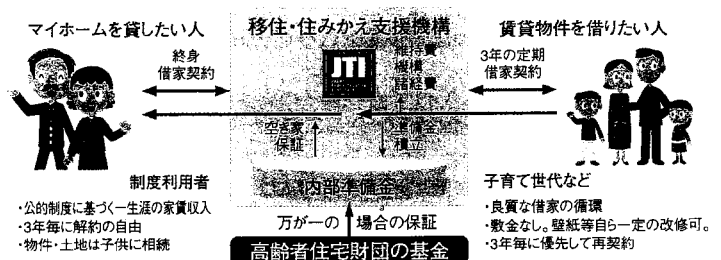 マイホームを貸したい人
移住・住みかえ支援機構
賃貸物件を借りたい人
終身
借家契約
JTI
維持費
機構
諸経費
3年の定期
借家契約
空き家
保証
準備金
積立
内部準備金
制度利用者
・公的制度に基づく一生涯の家賃収入
・3年毎に解約の自由
・物件・土地は子供に相続
子育て世代など
・良質な借家の循環
・敷金なし。壁紙等自ら一定の改修可。
・3年毎に優先して再契約
万が一の場合の保証
高齢者住宅財団の基金